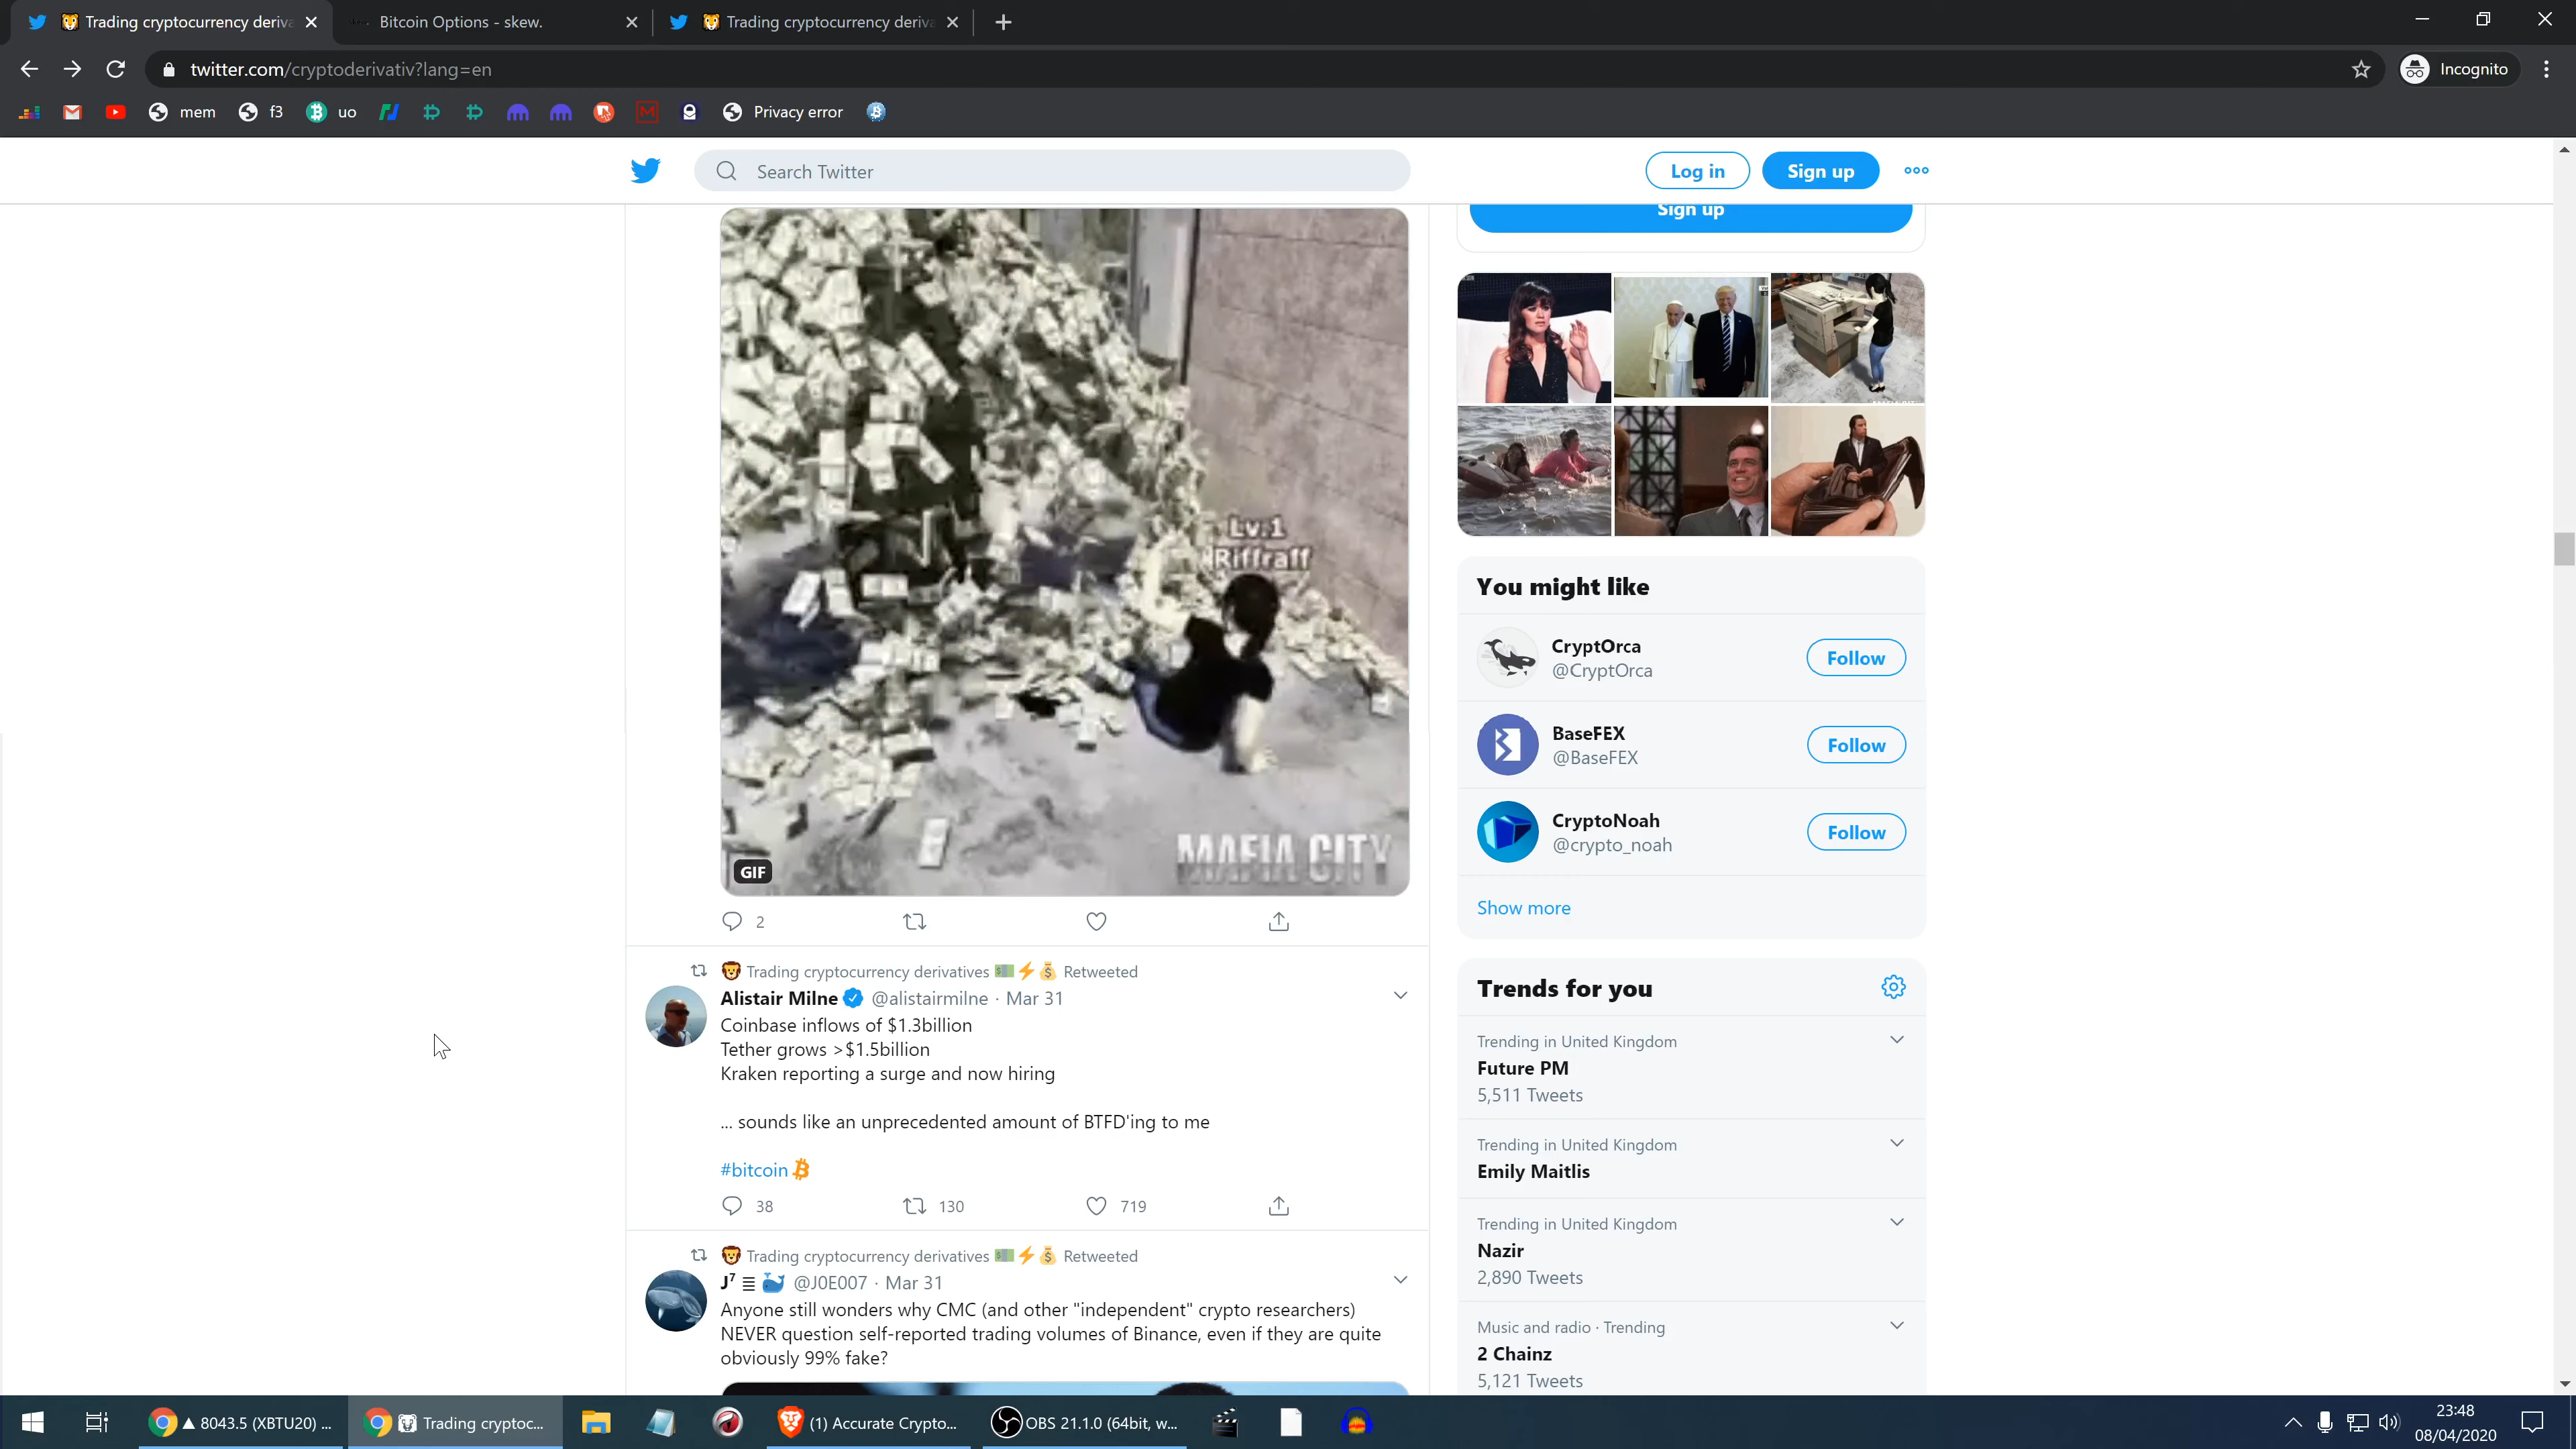 Trading cryptocurrency deriva
Bitcoin Options - skew.
Trading cryptocurrency deriva
twitter.com/cryptoderivativ?lang=en
Incognito
mem
f3
uo
Privacy error
Search Twitter
Log in
Sign up
Sign up
Lv.1
Riffraff
MAFIA CITY
GIF
2
You might like
CryptOrca
@CryptOrca
Follow
BaseFEX
@BaseFEX
Follow
CryptoNoah
@crypto_noah
Follow
Show more
🦁 Trading cryptocurrency derivatives 💵⚡💰 Retweeted
Alistair Milne @alistairmilne · Mar 31
Coinbase inflows of $1.3billion
Tether grows >$1.5billion
Kraken reporting a surge and now hiring
... sounds like an unprecedented amount of BTFD'ing to me
#bitcoin
38 130 719
🦁 Trading cryptocurrency derivatives 💵⚡💰 Retweeted
J⁷ ☰ 🐳 @J0E007 · Mar 31
Anyone still wonders why CMC (and other "independent" crypto researchers)
NEVER question self-reported trading volumes of Binance, even if they are quite
obviously 99% fake?
Trends for you
Trending in United Kingdom
Future PM
5,511 Tweets
Trending in United Kingdom
Emily Maitlis
Trending in United Kingdom
Nazir
2,890 Tweets
Music and radio · Trending
2 Chainz
5,121 Tweets
▲ 8043.5 (XBTU20) ...
Trading cryptoc...
(1) Accurate Crypto...
OBS 21.1.0 (64bit, w...
23:48
08/04/2020